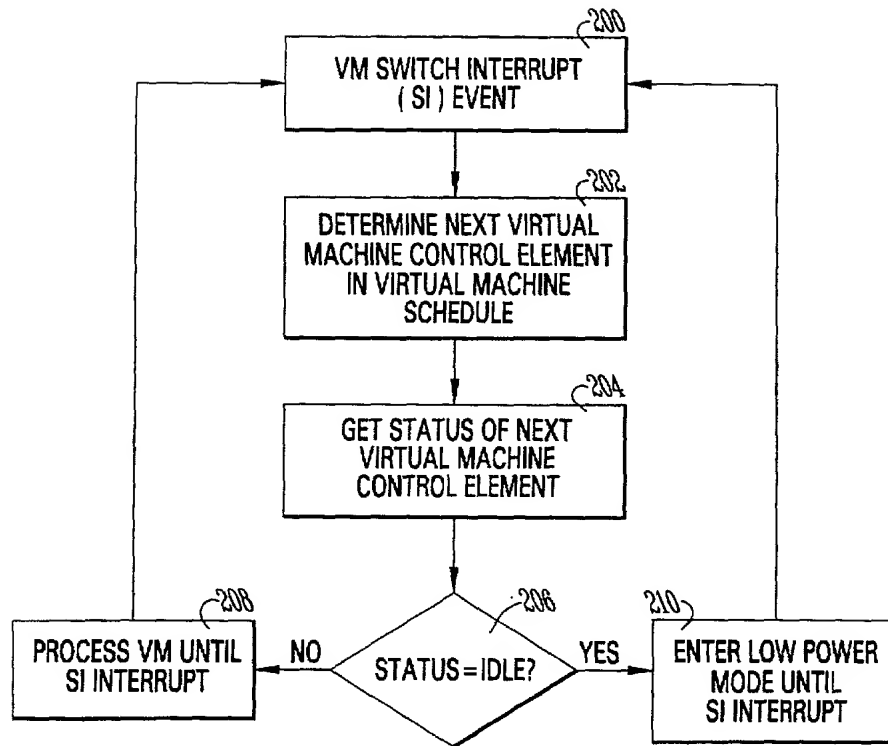 200
VM SWITCH INTERRUPT
( SI ) EVENT
202
DETERMINE NEXT VIRTUAL
MACHINE CONTROL ELEMENT
IN VIRTUAL MACHINE
SCHEDULE
204
GET STATUS OF NEXT
VIRTUAL MACHINE
CONTROL ELEMENT
206
STATUS=IDLE?
NO
YES
208
PROCESS VM UNTIL
SI INTERRUPT
210
ENTER LOW POWER
MODE UNTIL
SI INTERRUPT